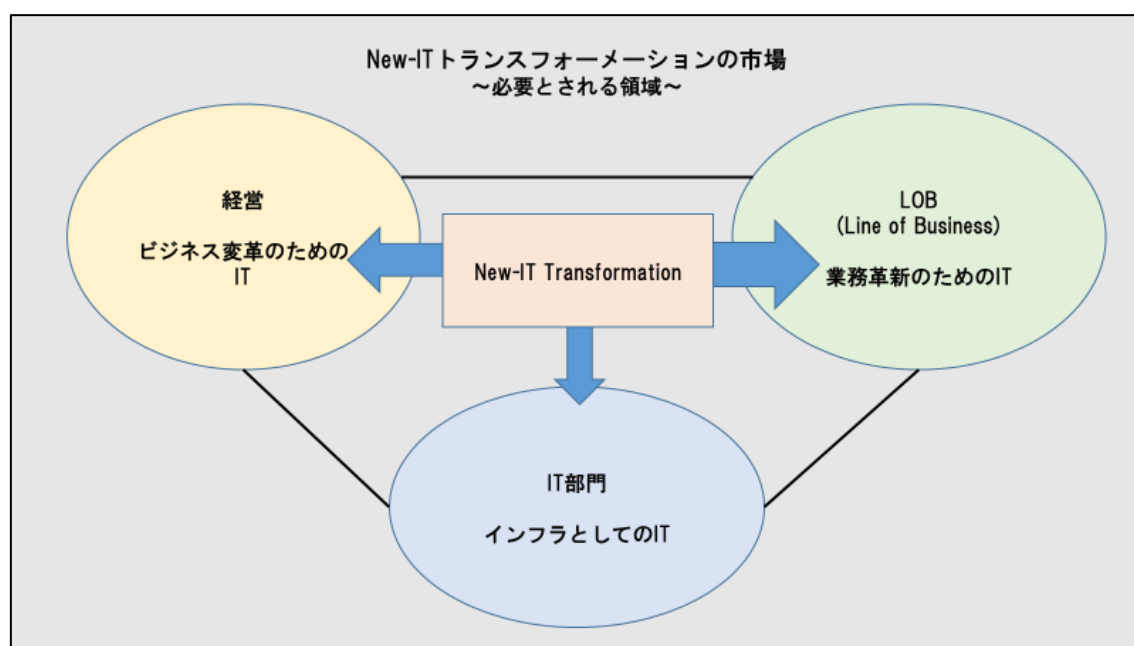 New-ITトランスフォーメーションの市場
～必要とされる領域～
経営
ビジネス変革のための
IT
New-IT Transformation
LOB
(Line of Business)
業務革新のためのIT
IT部門
インフラとしてのIT